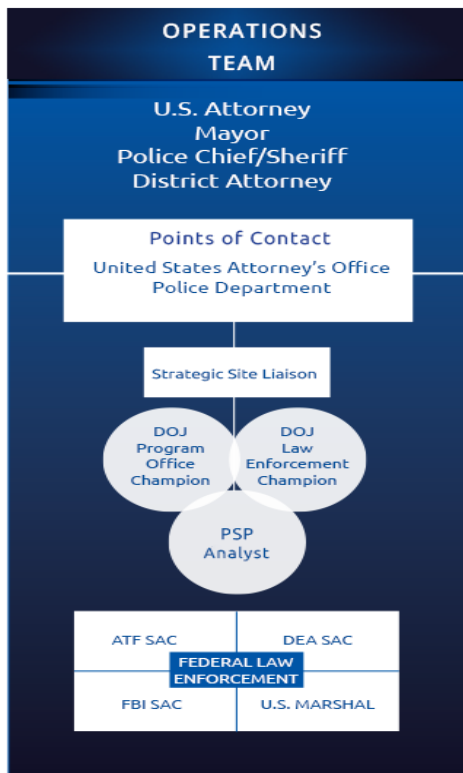 OPERATIONS
TEAM
U.S. Attorney
Mayor
Police Chief/Sheriff
District Attorney
Points of Contact
United States Attorney’s Office
Police Department
Strategic Site Liaison
DOJ
Program
Office
Champion
DOJ
Law
Enforcement
Champion
PSP
Analyst
ATF SAC
DEA SAC
FEDERAL LAW
ENFORCEMENT
FBI SAC
U.S. MARSHAL